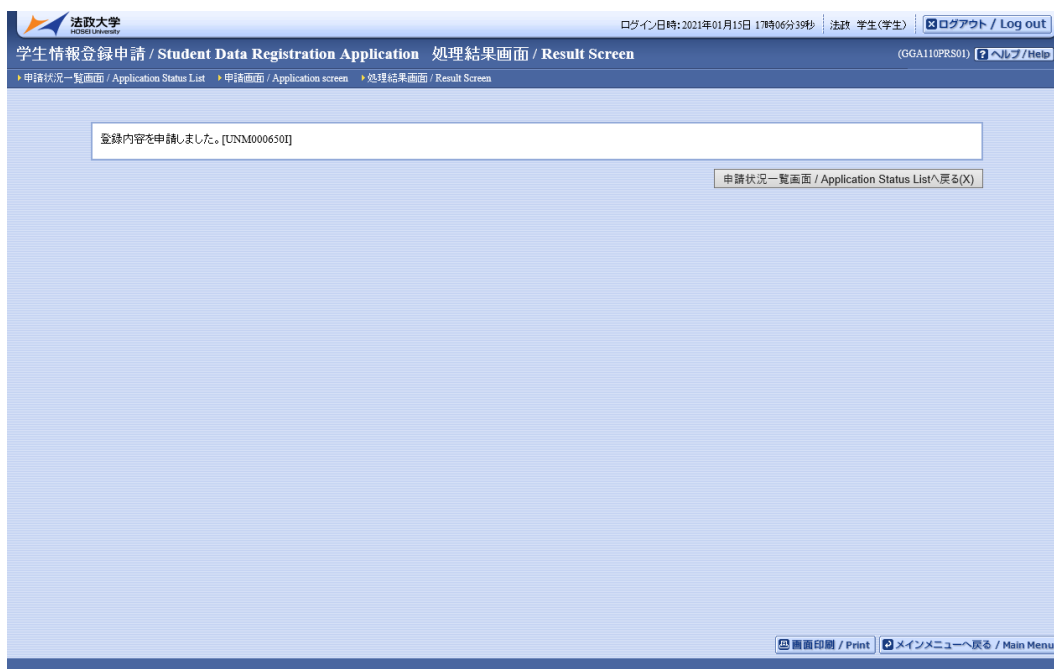 法政大学
HOSEI University
ログイン日時:2021年01月15日 17時06分39秒 法政 学生(学生) ログアウト / Log out
学生情報登録申請 / Student Data Registration Application 処理結果画面 / Result Screen (GGA110PRS01) ヘルプ/Help
申請状況一覧画面 / Application Status List 申請画面 / Application screen 処理結果画面 / Result Screen
登録内容を申請しました。[UNM000650I]
申請状況一覧画面 / Application Status Listへ戻る(X)
画面印刷 / Print メインメニューへ戻る / Main Menu